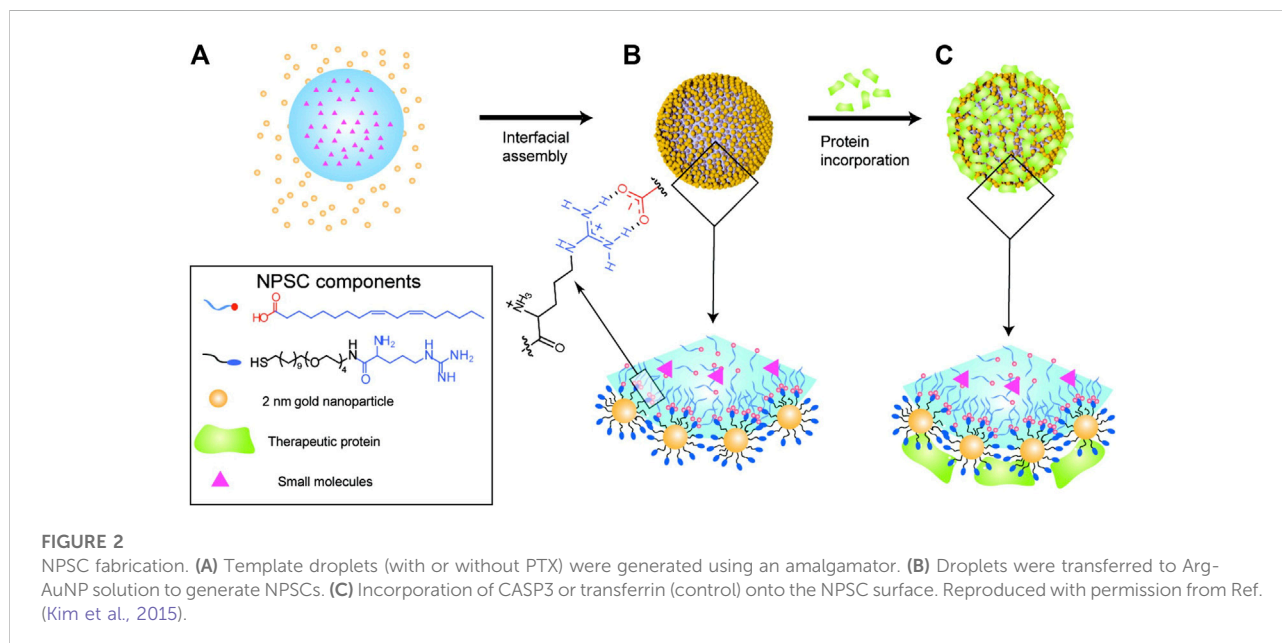 A
B
C
Interfacial
assembly
Protein
incorporation
H
H
O
N
O
N
H
N
H
N
H
+
NH3
O
NPSC components
O
HO
HS
9
O
4
H
N
NH2
O
H
N
NH2
NH
2 nm gold nanoparticle
Therapeutic protein
Small molecules
FIGURE 2
NPSC fabrication. (A) Template droplets (with or without PTX) were generated using an amalgamator. (B) Droplets were transferred to Arg-
AuNP solution to generate NPSCs. (C) Incorporation of CASP3 or transferrin (control) onto the NPSC surface. Reproduced with permission from Ref.
(Kim et al., 2015).